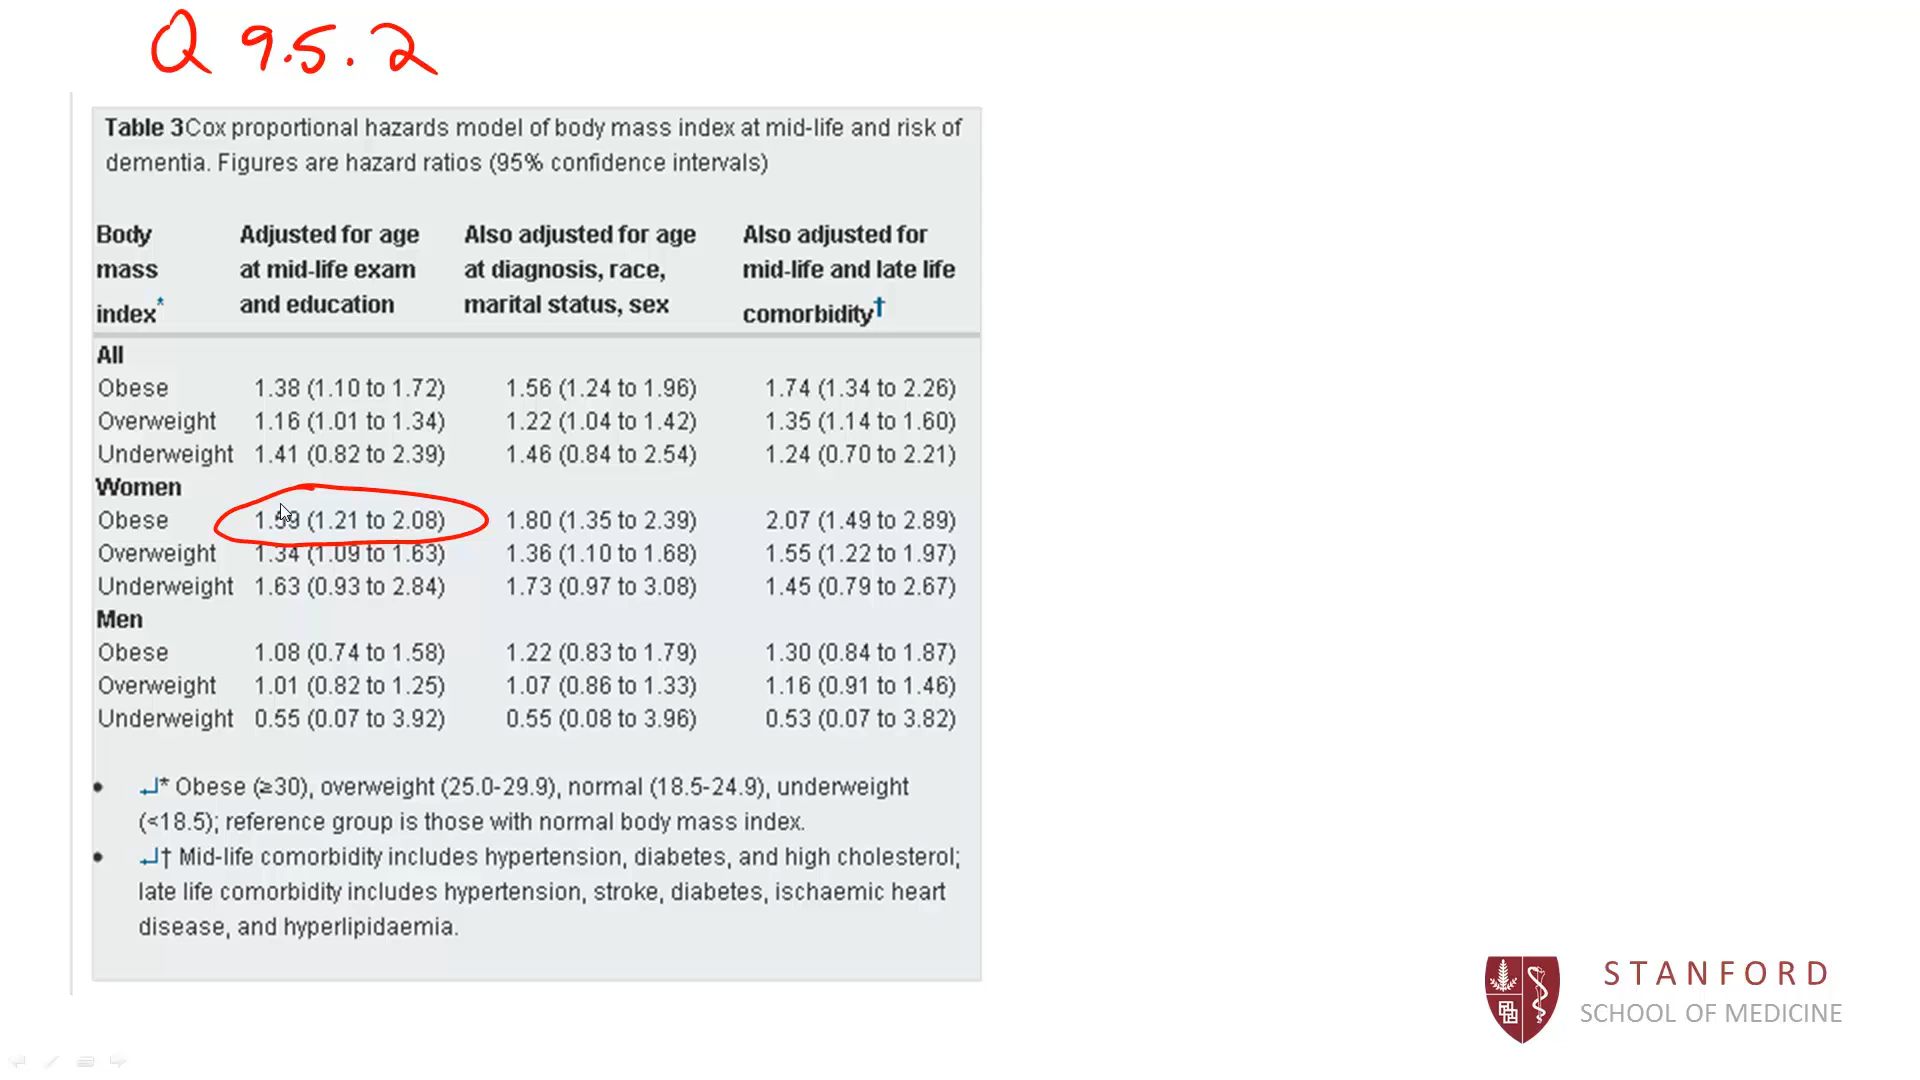 Q 9.5.2
Table 3Cox proportional hazards model of body mass index at mid-life and risk of
dementia. Figures are hazard ratios (95% confidence intervals)
Body mass index* Adjusted for age at mid-life exam and education Also adjusted for age at diagnosis, race, marital status, sex Also adjusted for mid-life and late life comorbidity†
All
Obese 1.38 (1.10 to 1.72) 1.56 (1.24 to 1.96) 1.74 (1.34 to 2.26)
Overweight 1.16 (1.01 to 1.34) 1.22 (1.04 to 1.42) 1.35 (1.14 to 1.60)
Underweight 1.41 (0.82 to 2.39) 1.46 (0.84 to 2.54) 1.24 (0.70 to 2.21)
Women
Obese 1.59 (1.21 to 2.08) 1.80 (1.35 to 2.39) 2.07 (1.49 to 2.89)
Overweight 1.34 (1.09 to 1.63) 1.36 (1.10 to 1.68) 1.55 (1.22 to 1.97)
Underweight 1.63 (0.93 to 2.84) 1.73 (0.97 to 3.08) 1.45 (0.79 to 2.67)
Men
Obese 1.08 (0.74 to 1.58) 1.22 (0.83 to 1.79) 1.30 (0.84 to 1.87)
Overweight 1.01 (0.82 to 1.25) 1.07 (0.86 to 1.33) 1.16 (0.91 to 1.46)
Underweight 0.55 (0.07 to 3.92) 0.55 (0.08 to 3.96) 0.53 (0.07 to 3.82)
• ↵* Obese (≥30), overweight (25.0-29.9), normal (18.5-24.9), underweight
(<18.5); reference group is those with normal body mass index.
• ↵† Mid-life comorbidity includes hypertension, diabetes, and high cholesterol;
late life comorbidity includes hypertension, stroke, diabetes, ischaemic heart
disease, and hyperlipidaemia.
STANFORD
SCHOOL OF MEDICINE